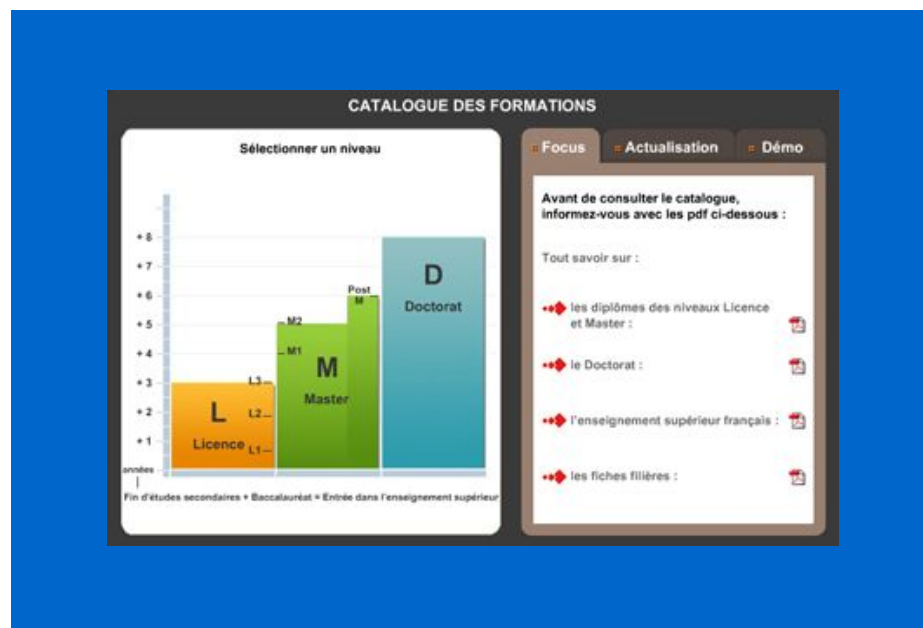 CATALOGUE DES FORMATIONS
Sélectionner un niveau
+ 8
+ 7
+ 6
+ 5
+ 4
+ 3
+ 2
+ 1
années
L
Licence
L3
L2
L1
M2
M1
M
Master
Post
M
D
Doctorat
Fin d'études secondaires + Baccalauréat = Entrée dans l'enseignement supérieur
Focus
Actualisation
Démo
Avant de consulter le catalogue,
informez-vous avec les pdf ci-dessous :
Tout savoir sur :
les diplômes des niveaux Licence
et Master :
le Doctorat :
l'enseignement supérieur français :
les fiches filières :